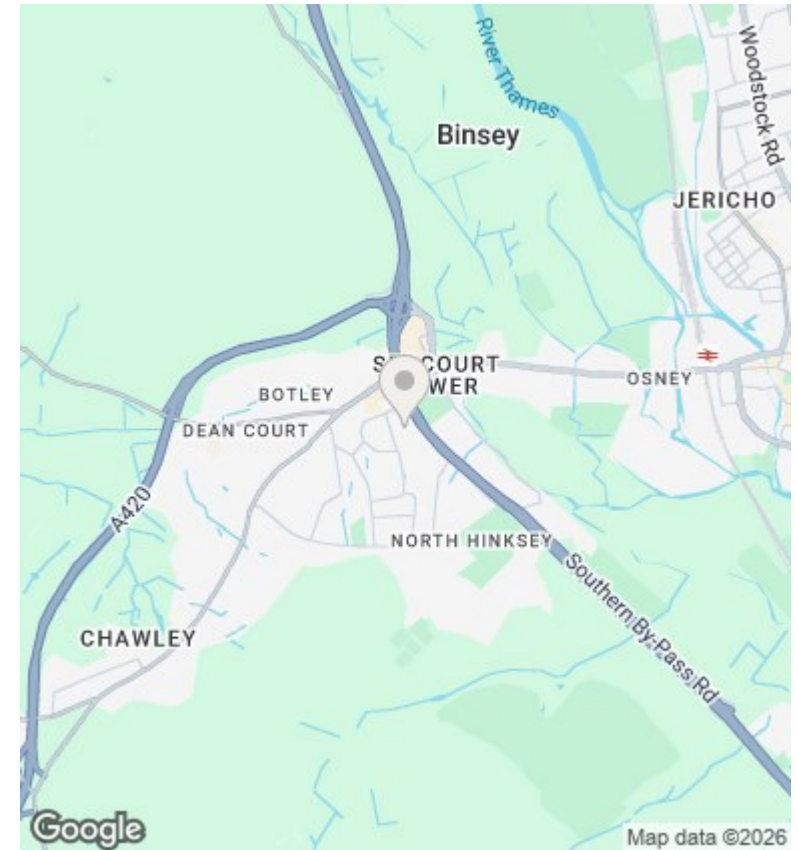 River Thames
Woodstock Rd
Binsey
JERICHO
COURT
OSNEY
BOTLEY
DEAN COURT
A420
NORTH HINKSEY
Southern By-Pass Rd
CHAWLEY
Google
Map data ©2026